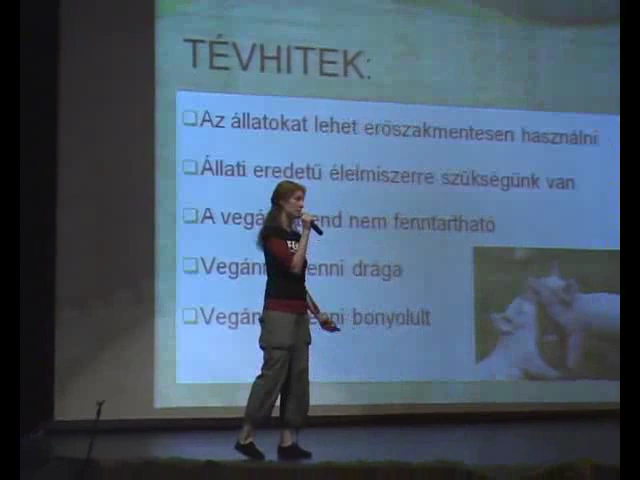 TÉVHITEK:
Az állatokat lehet erőszakmentesen használni
Állati eredetű élelmiszerre szükségünk van
A vegá end nem fenntartható
Vegán enni drága
Vegán enni bonyolult